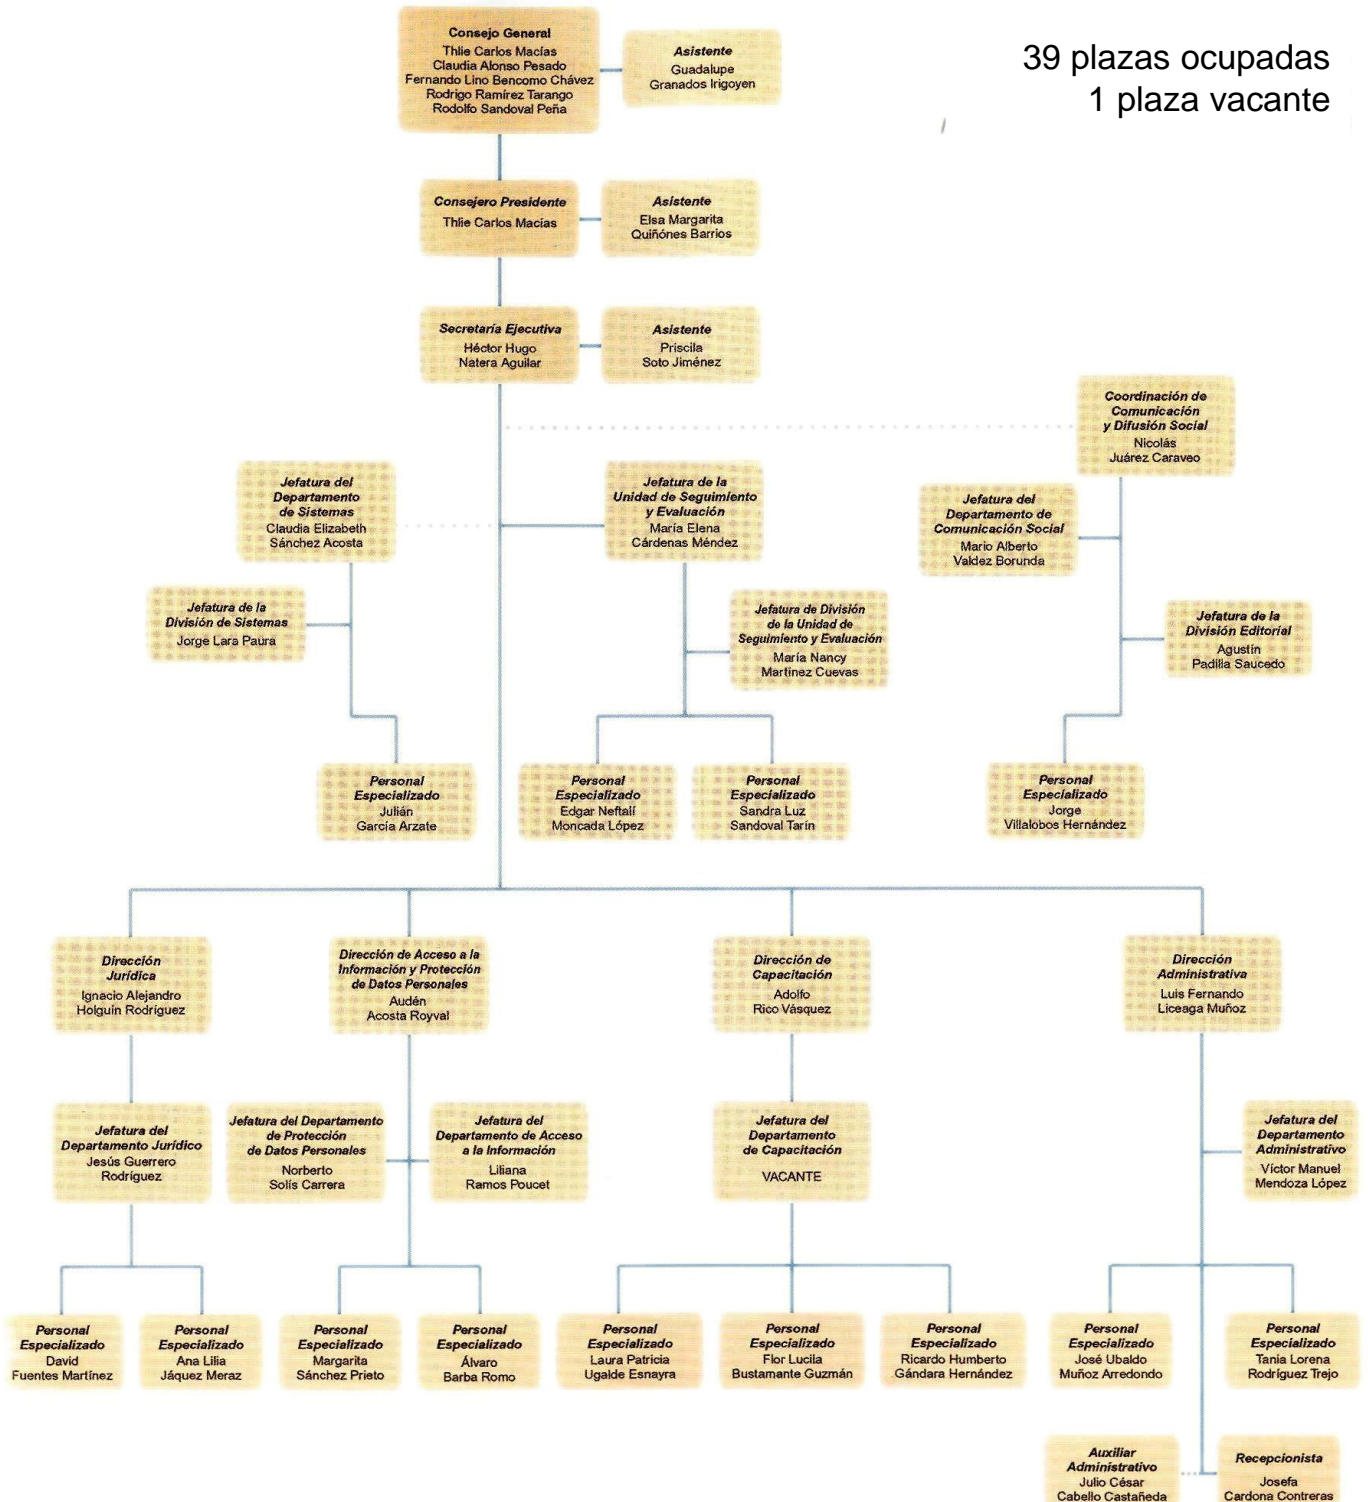 39 plazas ocupadas
1 plaza vacante
Consejo General
Thlie Carlos Macías
Claudia Alonso Pesado
Fernando Lino Bencomo Chávez
Rodrigo Ramírez Tarango
Rodolfo Sandoval Peña
Asistente
Guadalupe
Granados Irigoyen
Consejero Presidente
Thlie Carlos Macías
Asistente
Elsa Margarita
Quiñónes Barrios
Secretaría Ejecutiva
Héctor Hugo
Natera Aguilar
Asistente
Priscila
Soto Jiménez
Coordinación de
Comunicación
y Difusión Social
Nicolás
Juárez Caraveo
Jefatura del
Departamento
de Sistemas
Claudia Elizabeth
Sánchez Acosta
Jefatura de la
Unidad de Seguimiento
y Evaluación
María Elena
Cárdenas Méndez
Jefatura del
Departamento de
Comunicación Social
Mario Alberto
Valdez Borunda
Jefatura de la
División de Sistemas
Jorge Lara Paura
Jefatura de División
de la Unidad de
Seguimiento y Evaluación
María Nancy
Martínez Cuevas
Jefatura de la
División Editorial
Agustín
Padilla Saucedo
Personal
Especializado
Julián
García Arzate
Personal
Especializado
Edgar Neftalí
Moncada López
Personal
Especializado
Sandra Luz
Sandoval Tarín
Personal
Especializado
Jorge
Villalobos Hernández
Dirección
Jurídica
Ignacio Alejandro
Holguín Rodríguez
Dirección de Acceso a la
Información y Protección
de Datos Personales
Audén
Acosta Royval
Dirección de
Capacitación
Adolfo
Rico Vásquez
Dirección
Administrativa
Luis Fernando
Liceaga Muñoz
Jefatura del
Departamento Jurídico
Jesús Guerrero
Rodríguez
Jefatura del Departamento
de Protección
de Datos Personales
Norberto
Solís Carrera
Jefatura del
Departamento de Acceso
a la Información
Liliana
Ramos Poucet
Jefatura del
Departamento
de Capacitación
VACANTE
Jefatura del
Departamento
Administrativo
Víctor Manuel
Mendoza López
Personal
Especializado
David
Fuentes Martínez
Personal
Especializado
Ana Lilia
Jáquez Meraz
Personal
Especializado
Margarita
Sánchez Prieto
Personal
Especializado
Álvaro
Barba Romo
Personal
Especializado
Laura Patricia
Ugalde Esnayra
Personal
Especializado
Flor Lucila
Bustamante Guzmán
Personal
Especializado
Ricardo Humberto
Gándara Hernández
Personal
Especializado
José Ubaldo
Muñoz Arredondo
Personal
Especializado
Tania Lorena
Rodríguez Trejo
Auxiliar
Administrativo
Julio César
Cabello Castañeda
Recepcionista
Josefa
Cardona Contreras